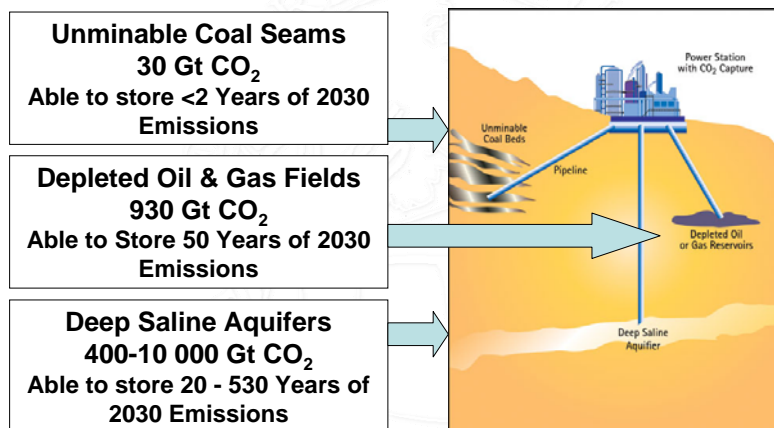 Unminable Coal Seams
30 Gt CO₂
Able to store <2 Years of 2030
Emissions
Depleted Oil & Gas Fields
930 Gt CO₂
Able to Store 50 Years of 2030
Emissions
Deep Saline Aquifers
400-10 000 Gt CO₂
Able to store 20 - 530 Years of
2030 Emissions
Power Station
with CO₂ Capture
Unminable
Coal Beds
Pipeline
Depleted Oil
or Gas Reservoirs
Deep Saline
Aquifier